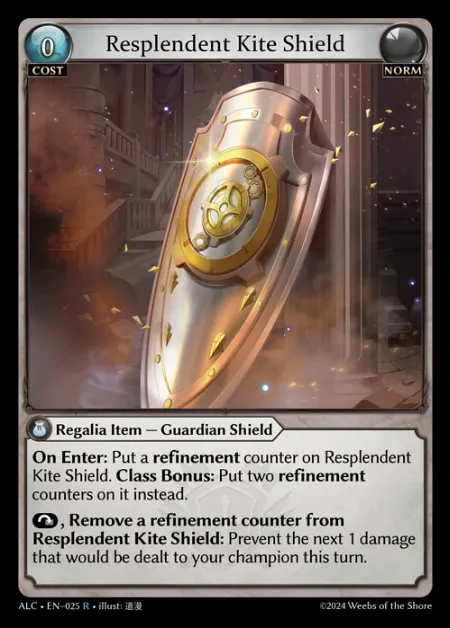 0
Resplendent Kite Shield
COST
NORM
Regalia Item — Guardian Shield
On Enter: Put a refinement counter on Resplendent
Kite Shield. Class Bonus: Put two refinement
counters on it instead.
, Remove a refinement counter from
Resplendent Kite Shield: Prevent the next 1 damage
that would be dealt to your champion this turn.
ALC • EN-025 R • illust: 道漫
©2024 Weebs of the Shore